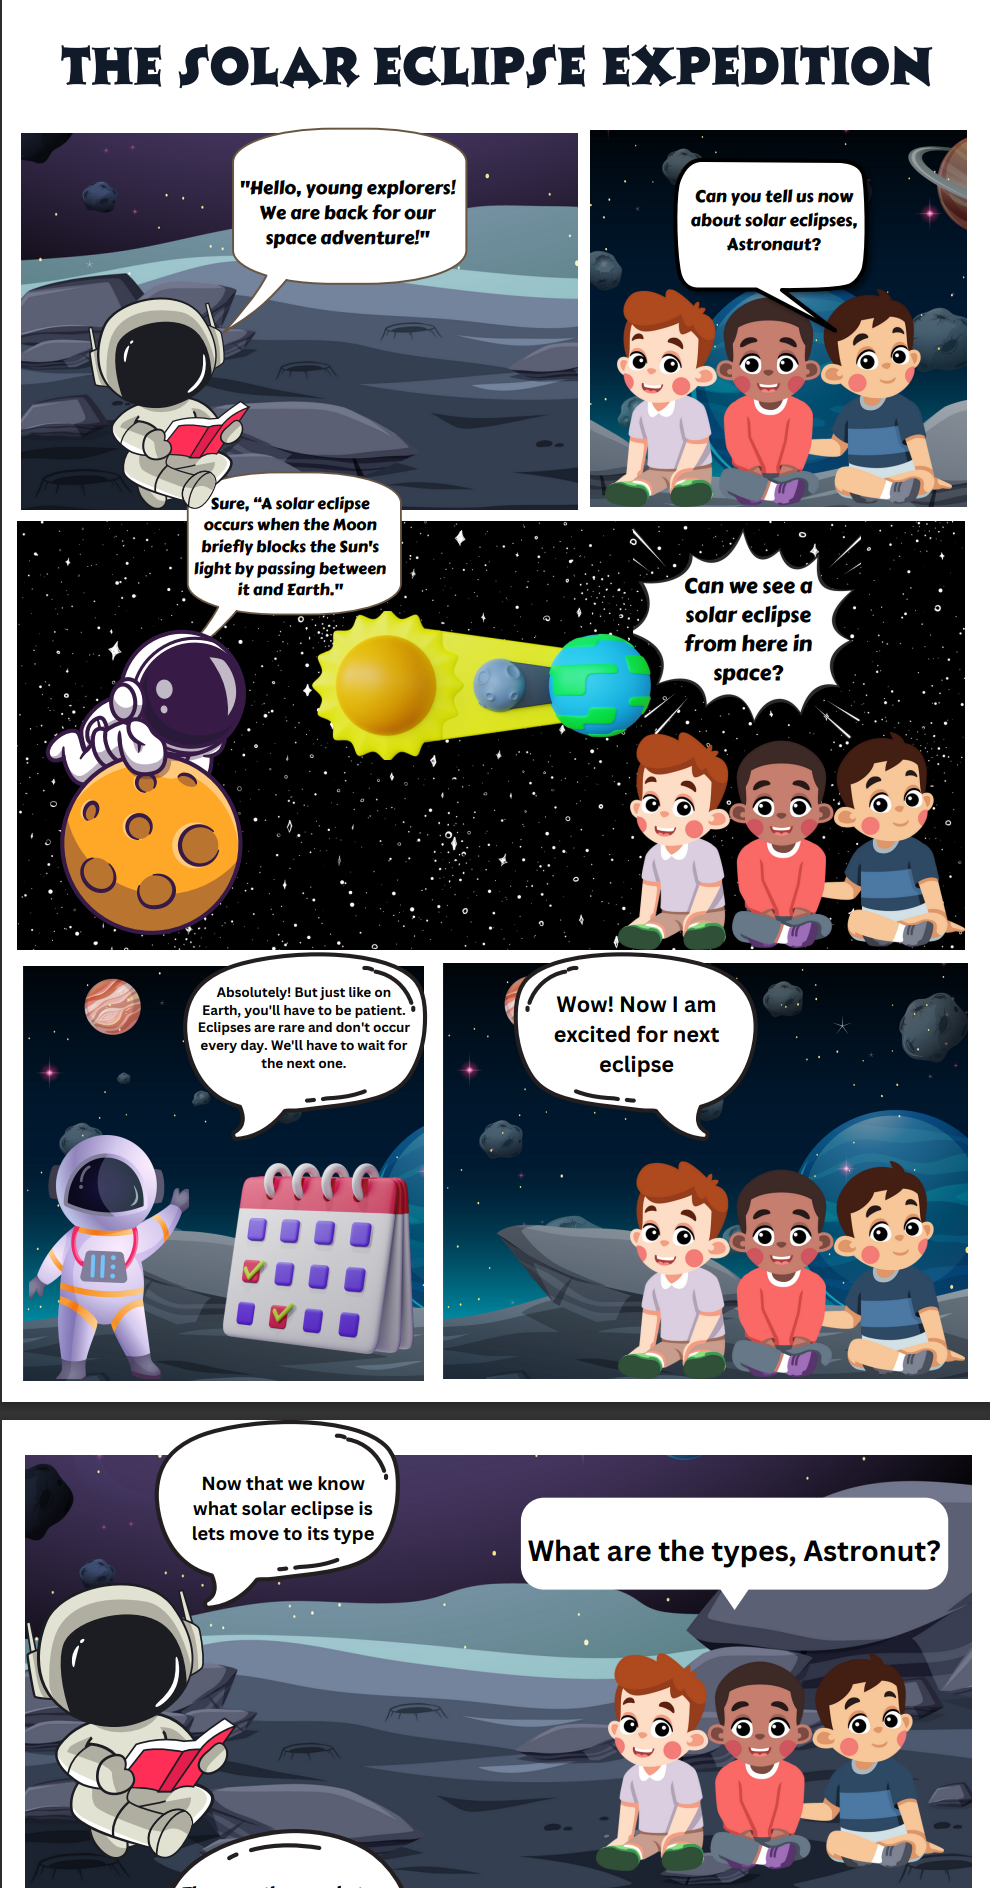 THE SOLAR ECLIPSE EXPEDITION
"Hello, young explorers!
We are back for our
space adventure!"
Can you tell us now
about solar eclipses,
Astronaut?
Sure, “A solar eclipse
occurs when the Moon
briefly blocks the Sun's
light by passing between
it and Earth."
Can we see a
solar eclipse
from here in
space?
Absolutely! But just like on
Earth, you'll have to be patient.
Eclipses are rare and don't occur
every day. We'll have to wait for
the next one.
Wow! Now I am
excited for next
eclipse
Now that we know
what solar eclipse is
lets move to its type
What are the types, Astronut?